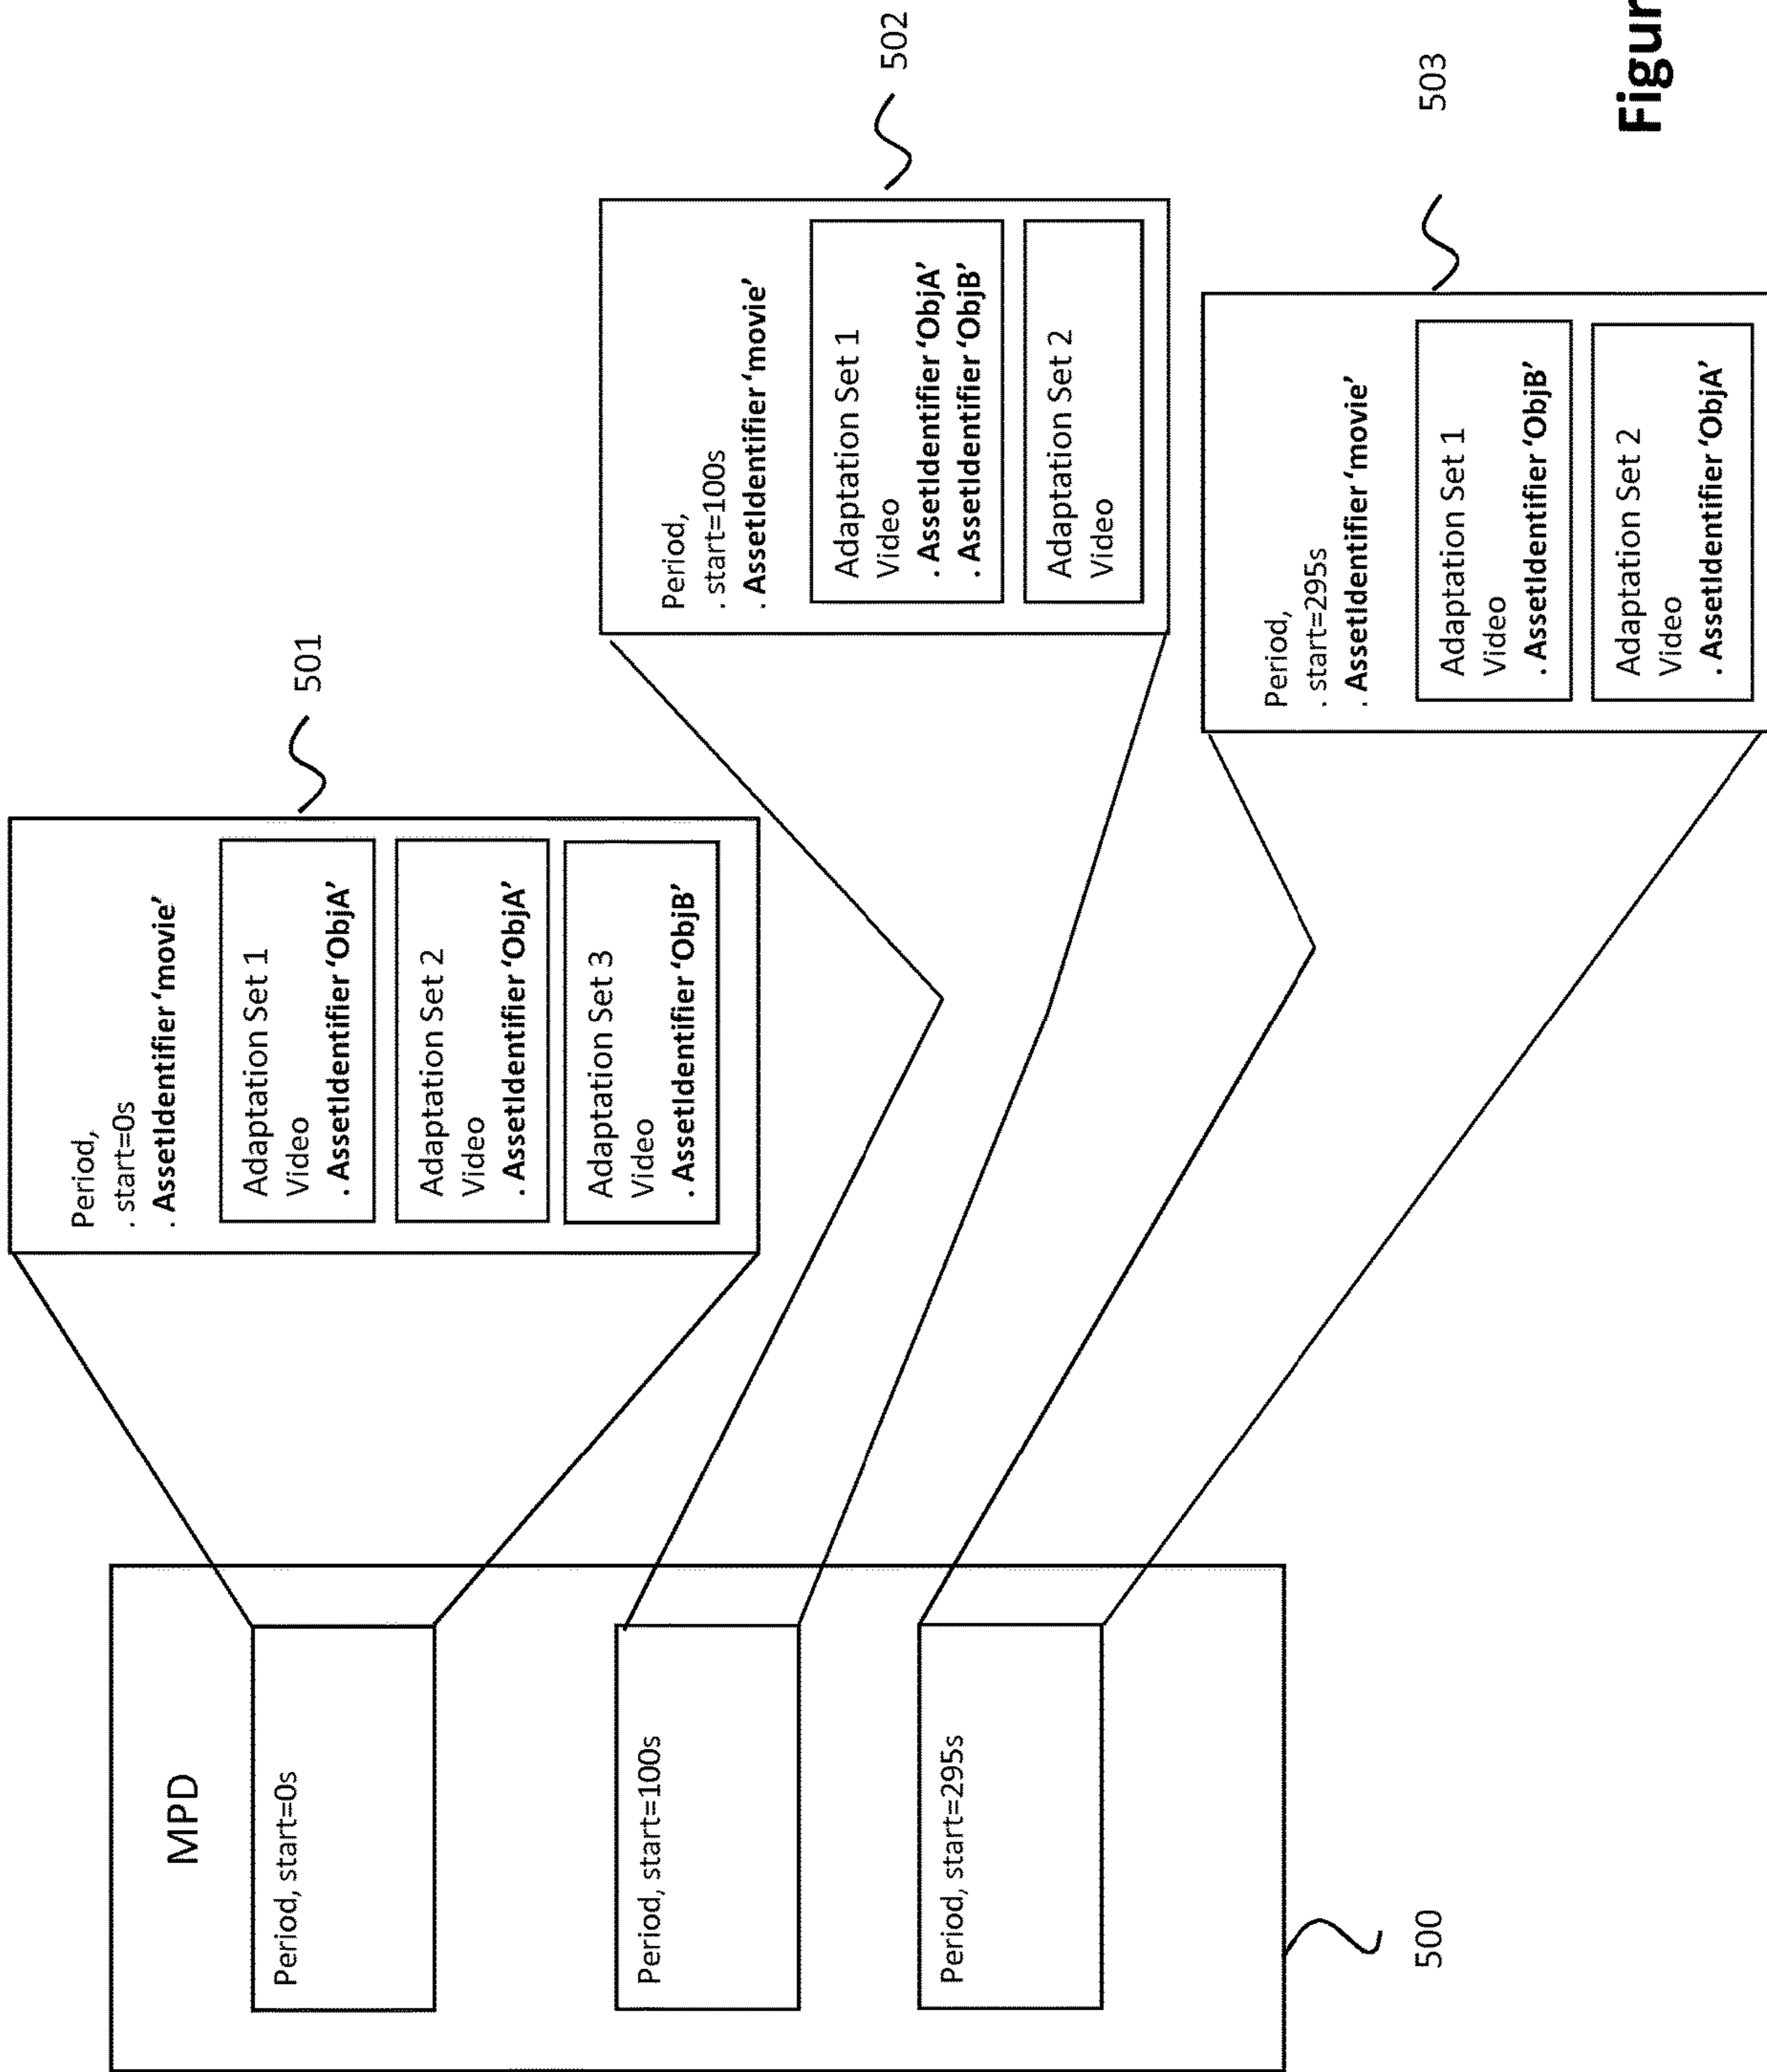 MPD
Period, start=0s
Period, start=100s
Period, start=295s
500
Period,
. start=0s
. AssetIdentifier 'movie'
Adaptation Set 1
Video
. AssetIdentifier 'ObjA'
Adaptation Set 2
Video
. AssetIdentifier 'ObjA'
Adaptation Set 3
Video
. AssetIdentifier 'ObjB'
501
Period,
. start=100s
. AssetIdentifier 'movie'
Adaptation Set 1
Video
. AssetIdentifier 'ObjA'
. AssetIdentifier 'ObjB'
Adaptation Set 2
Video
502
Period,
. start=295s
. AssetIdentifier 'movie'
Adaptation Set 1
Video
. AssetIdentifier 'ObjB'
Adaptation Set 2
Video
. AssetIdentifier 'ObjA'
503